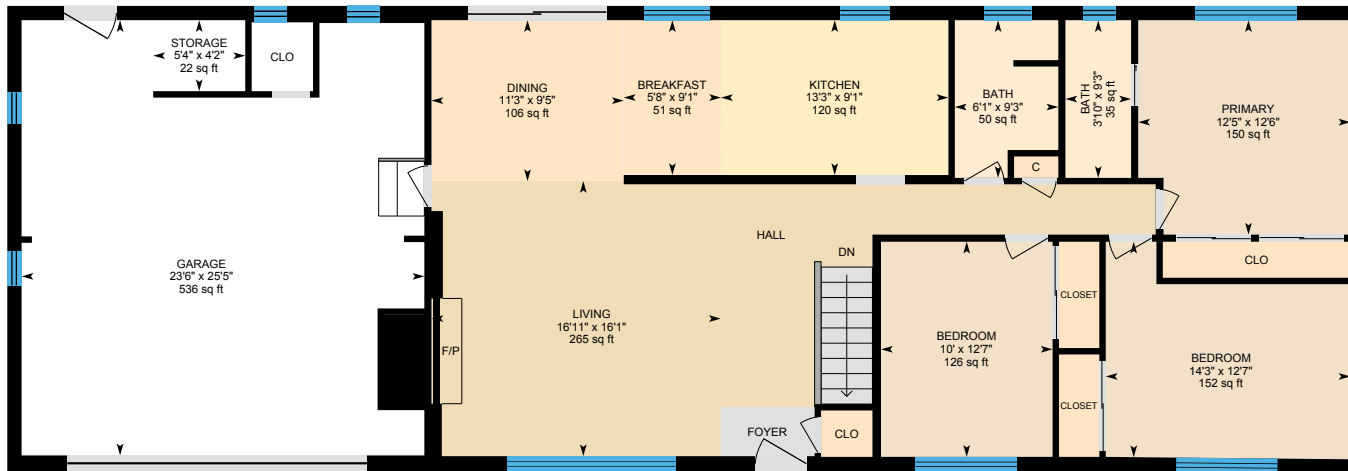 STORAGE
5'4" x 4'2"
22 sq ft
CLO
DINING
11'3" x 9'5"
106 sq ft
BREAKFAST
5'8" x 9'1"
51 sq ft
KITCHEN
13'3" x 9'1"
120 sq ft
BATH
6'1" x 9'3"
50 sq ft
BATH
3'10" x 9'3"
35 sq ft
PRIMARY
12'5" x 12'6"
150 sq ft
C
HALL
DN
CLO
GARAGE
23'6" x 25'5"
536 sq ft
CLOSET
LIVING
16'11" x 16'1"
265 sq ft
F/P
BEDROOM
10' x 12'7"
126 sq ft
BEDROOM
14'3" x 12'7"
152 sq ft
CLOSET
FOYER
CLO